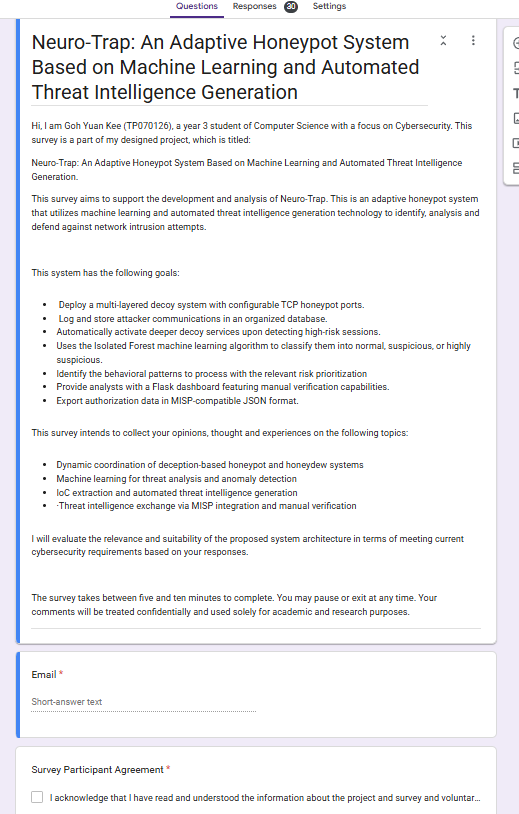 Questions Responses 30 Settings
Neuro-Trap: An Adaptive Honeypot System
Based on Machine Learning and Automated
Threat Intelligence Generation
Hi, I am Goh Yuan Kee (TP070126), a year 3 student of Computer Science with a focus on Cybersecurity. This
survey is a part of my designed project, which is titled:
Neuro-Trap: An Adaptive Honeypot System Based on Machine Learning and Automated Threat Intelligence
Generation.
This survey aims to support the development and analysis of Neuro-Trap. This is an adaptive honeypot system
that utilizes machine learning and automated threat intelligence generation technology to identify, analysis and
defend against network intrusion attempts.
This system has the following goals:
• Deploy a multi-layered decoy system with configurable TCP honeypot ports.
• Log and store attacker communications in an organized database.
• Automatically activate deeper decoy services upon detecting high-risk sessions.
• Uses the Isolated Forest machine learning algorithm to classify them into normal, suspicious, or highly
suspicious.
• Identify the behavioral patterns to process with the relevant risk prioritization
• Provide analysts with a Flask dashboard featuring manual verification capabilities.
• Export authorization data in MISP-compatible JSON format.
This survey intends to collect your opinions, thought and experiences on the following topics:
• Dynamic coordination of deception-based honeypot and honeydew systems
• Machine learning for threat analysis and anomaly detection
• IoC extraction and automated threat intelligence generation
• ·Threat intelligence exchange via MISP integration and manual verification
I will evaluate the relevance and suitability of the proposed system architecture in terms of meeting current
cybersecurity requirements based on your responses.
The survey takes between five and ten minutes to complete. You may pause or exit at any time. Your
comments will be treated confidentially and used solely for academic and research purposes.
Email *
Short-answer text
Survey Participant Agreement *
I acknowledge that I have read and understood the information about the project and survey and voluntar...